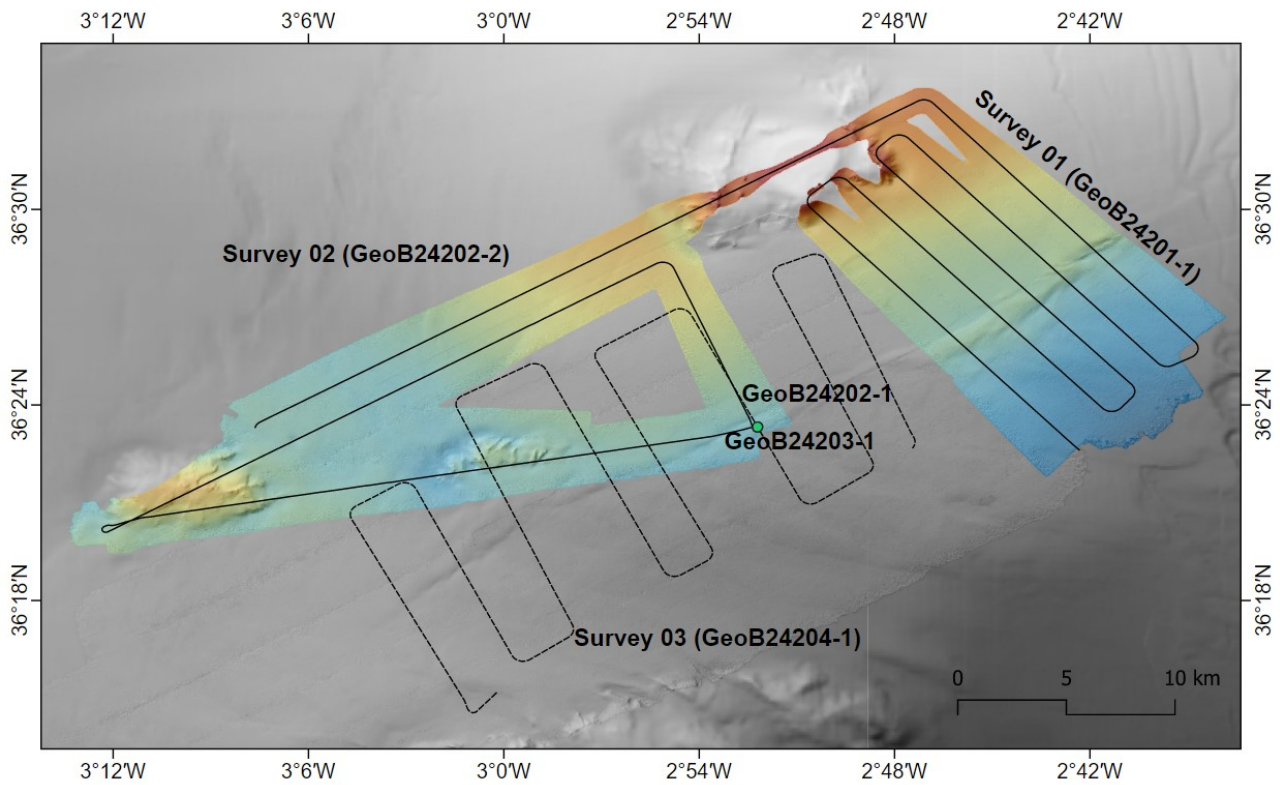 3°12'W 3°6'W 3°0'W 2°54'W 2°48'W 2°42'W
Survey 01 (GeoB24201-1)
36°30'N 36°30'N
Survey 02 (GeoB24202-2)
GeoB24202-1
36°24'N 36°24'N
GeoB24203-1
36°18'N 36°18'N
Survey 03 (GeoB24204-1)
0 5 10 km
3°12'W 3°6'W 3°0'W 2°54'W 2°48'W 2°42'W